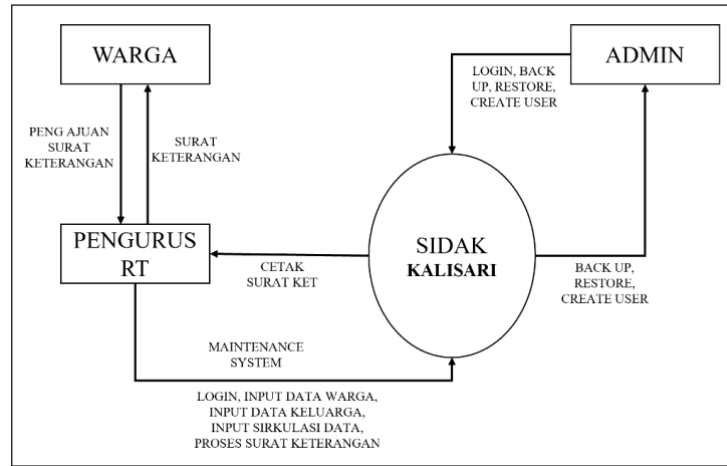 WARGA
ADMIN
LOGIN, BACK
UP, RESTORE,
CREATE USER
PENG AJUAN
SURAT
KETERANGAN
SURAT
KETERANGAN
PENGURUS
RT
SIDAK
KALISARI
CETAK
SURAT KET
BACK UP,
RESTORE,
CREATE USER
MAINTENANCE
SYSTEM
LOGIN, INPUT DATA WARGA,
INPUT DATA KELUARGA,
INPUT SIRKULASI DATA,
PROSES SURAT KETERANGAN